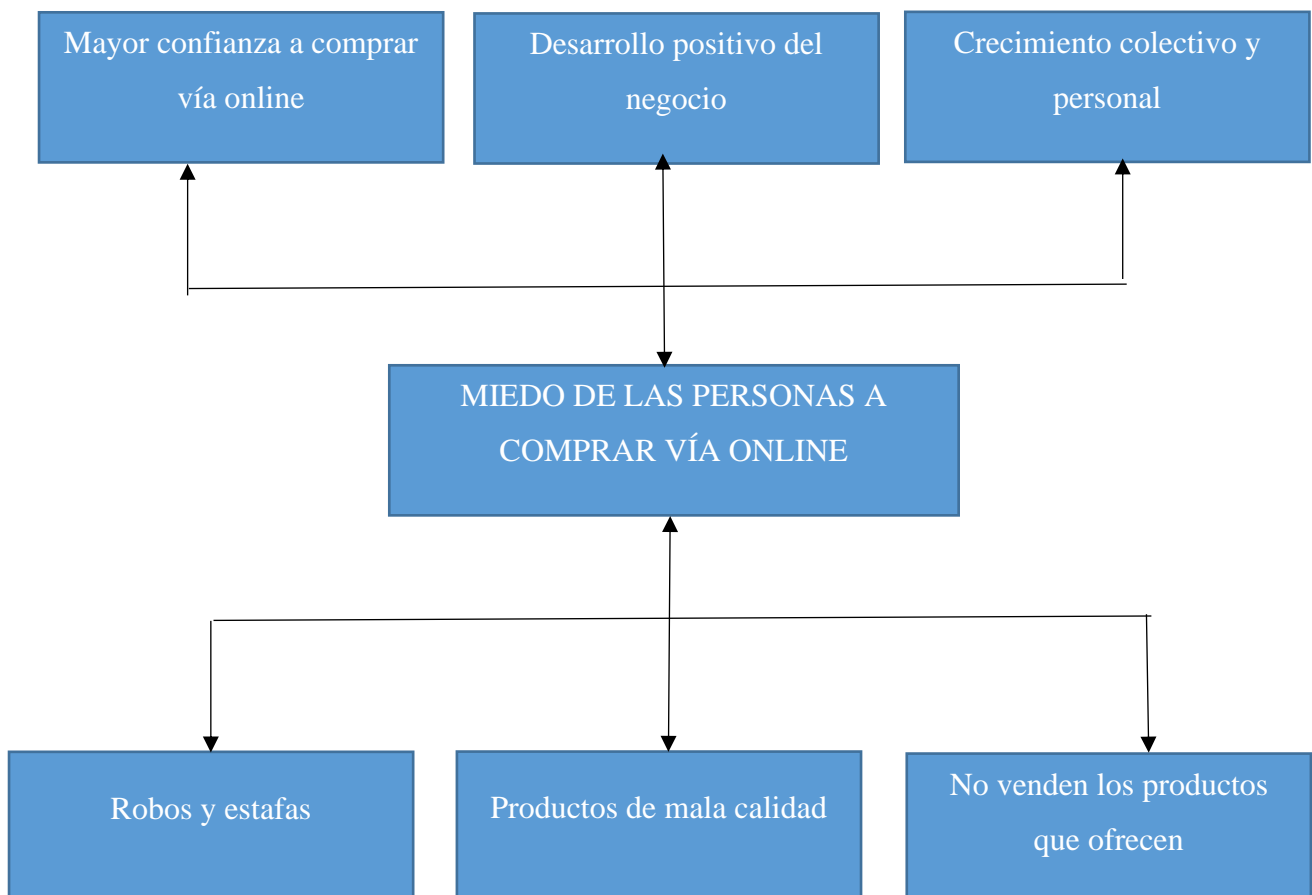 Mayor confianza a comprar
vía online
Desarrollo positivo del
negocio
Crecimiento colectivo y
personal
MIEDO DE LAS PERSONAS A
COMPRAR VÍA ONLINE
Robos y estafas
Productos de mala calidad
No venden los productos
que ofrecen